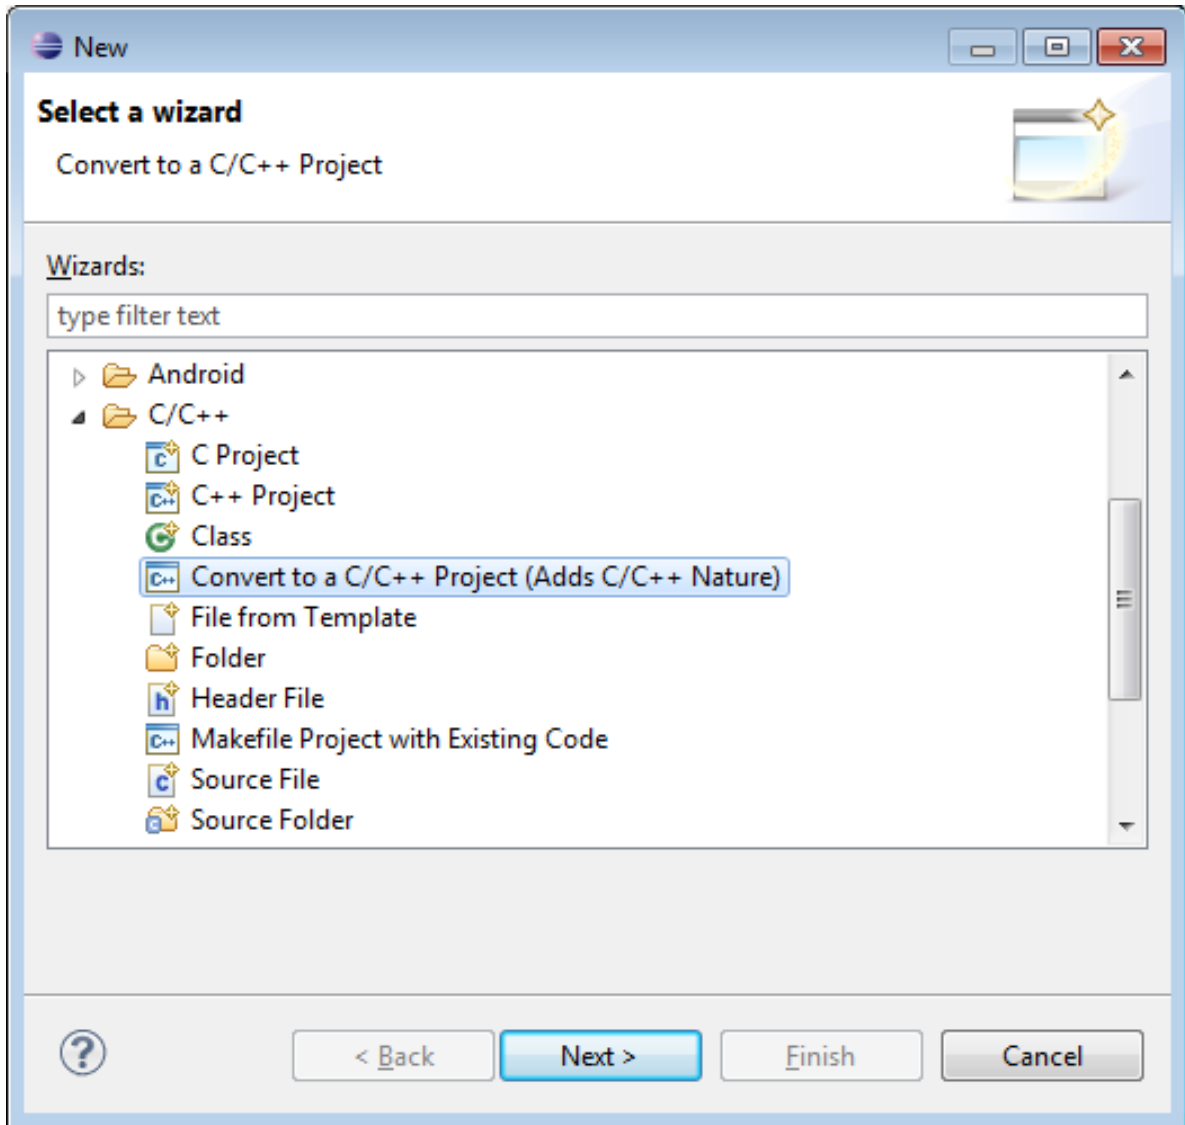 New
Select a wizard
Convert to a C/C++ Project
Wizards:
type filter text
Android
C/C++
C Project
C++ Project
Class
Convert to a C/C++ Project (Adds C/C++ Nature)
File from Template
Folder
Header File
Makefile Project with Existing Code
Source File
Source Folder
< Back Next > Finish Cancel